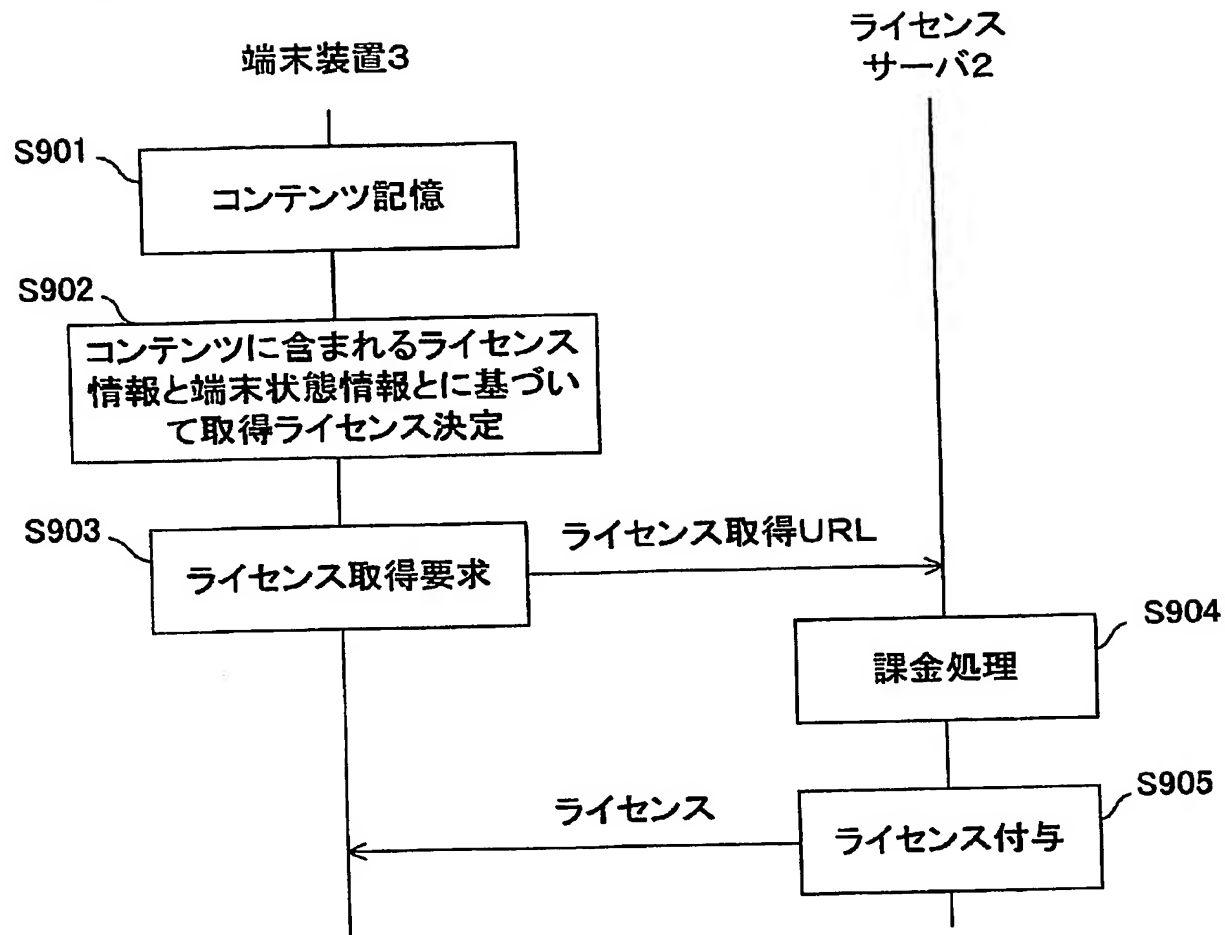 端末装置3
ライセンス
サーバ2
S901
コンテンツ記憶
S902
コンテンツに含まれるライセンス
情報と端末状態情報とに基づい
て取得ライセンス決定
S903
ライセンス取得要求
ライセンス取得URL
S904
課金処理
S905
ライセンス付与
ライセンス